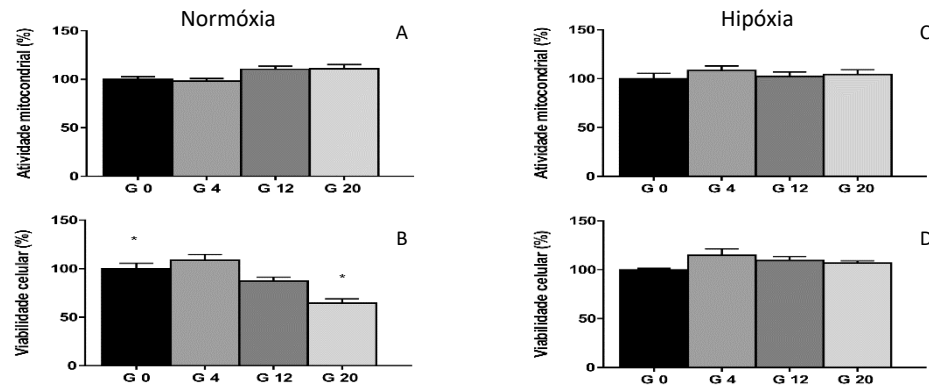 Normóxia
A
Atividade mitocondrial (%)
150
100
50
0
G 0 G 4 G 12 G 20
Hipóxia
C
Atividade mitocondrial (%)
150
100
50
0
G 0 G 4 G 12 G 20
B
Viabilidade celular (%)
150
100
50
0
* *
G 0 G 4 G 12 G 20
D
Viabilidade celular (%)
150
100
50
0
G 0 G 4 G 12 G 20